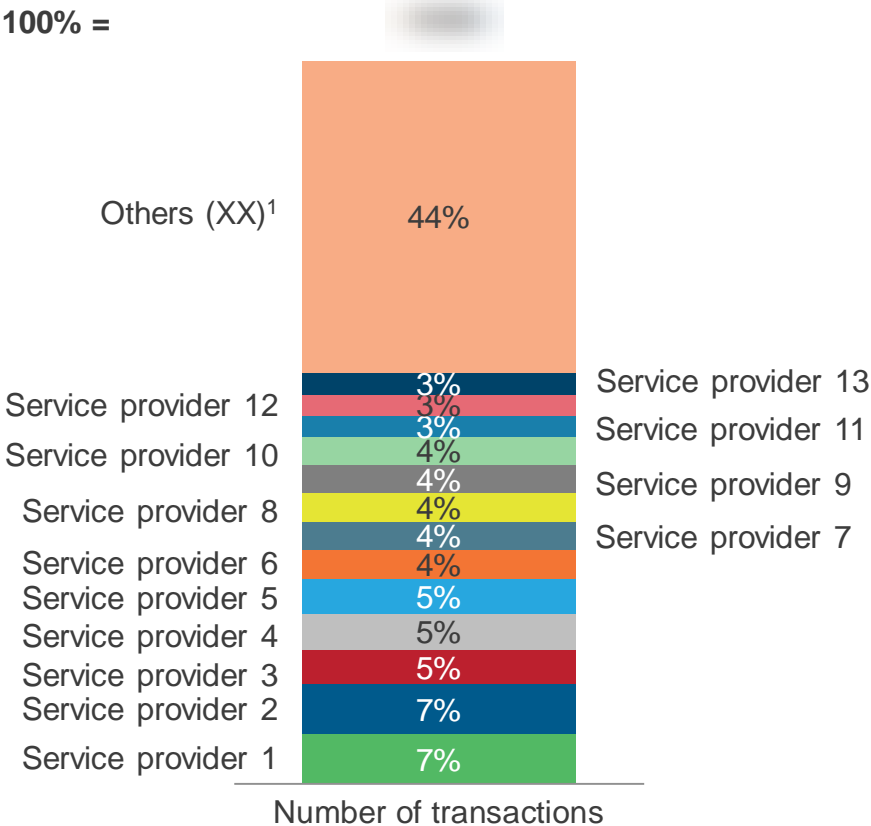 100% =
Others (XX)¹
44%
3%
Service provider 13
Service provider 12
3%
3%
Service provider 11
Service provider 10
4%
4%
Service provider 9
Service provider 8
4%
4%
Service provider 7
Service provider 6
4%
Service provider 5
5%
Service provider 4
5%
Service provider 3
5%
Service provider 2
7%
Service provider 1
7%
Number of transactions